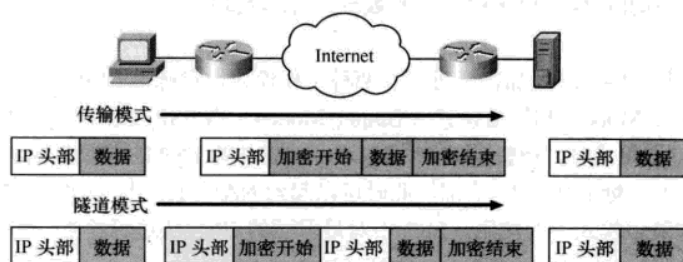 Internet
传输模式
IP 头部 数据 IP 头部 加密开始 数据 加密结束 IP 头部 数据
隧道模式
IP 头部 数据 IP 头部 加密开始 IP 头部 数据 加密结束 IP 头部 数据